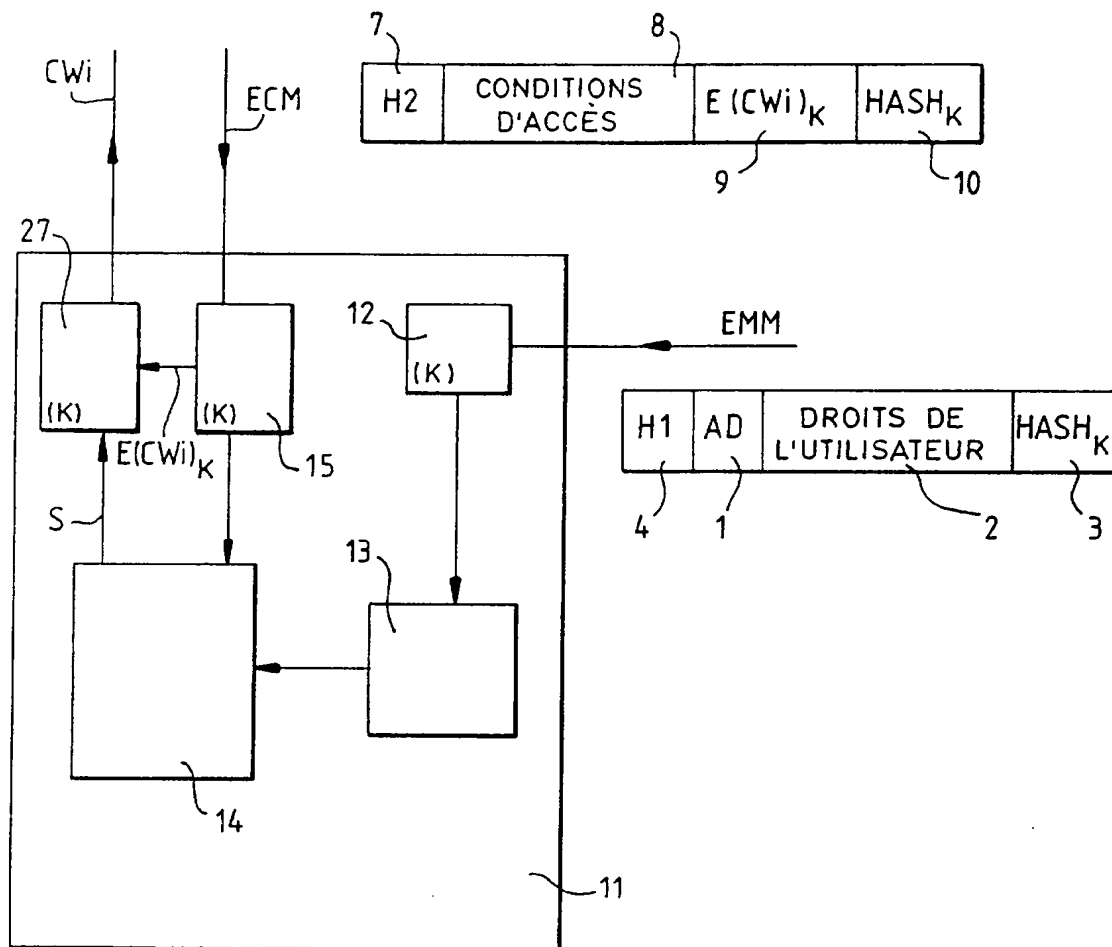 7
8
CWi
ECM
H2
CONDITIONS
D'ACCÈS
E(CWi)K
HASHK
9
10
27
12
EMM
(K)
(K)
(K)
E(CWi)K
15
H1
AD
DROITS DE
L'UTILISATEUR
HASHK
4
1
2
3
S
13
14
11